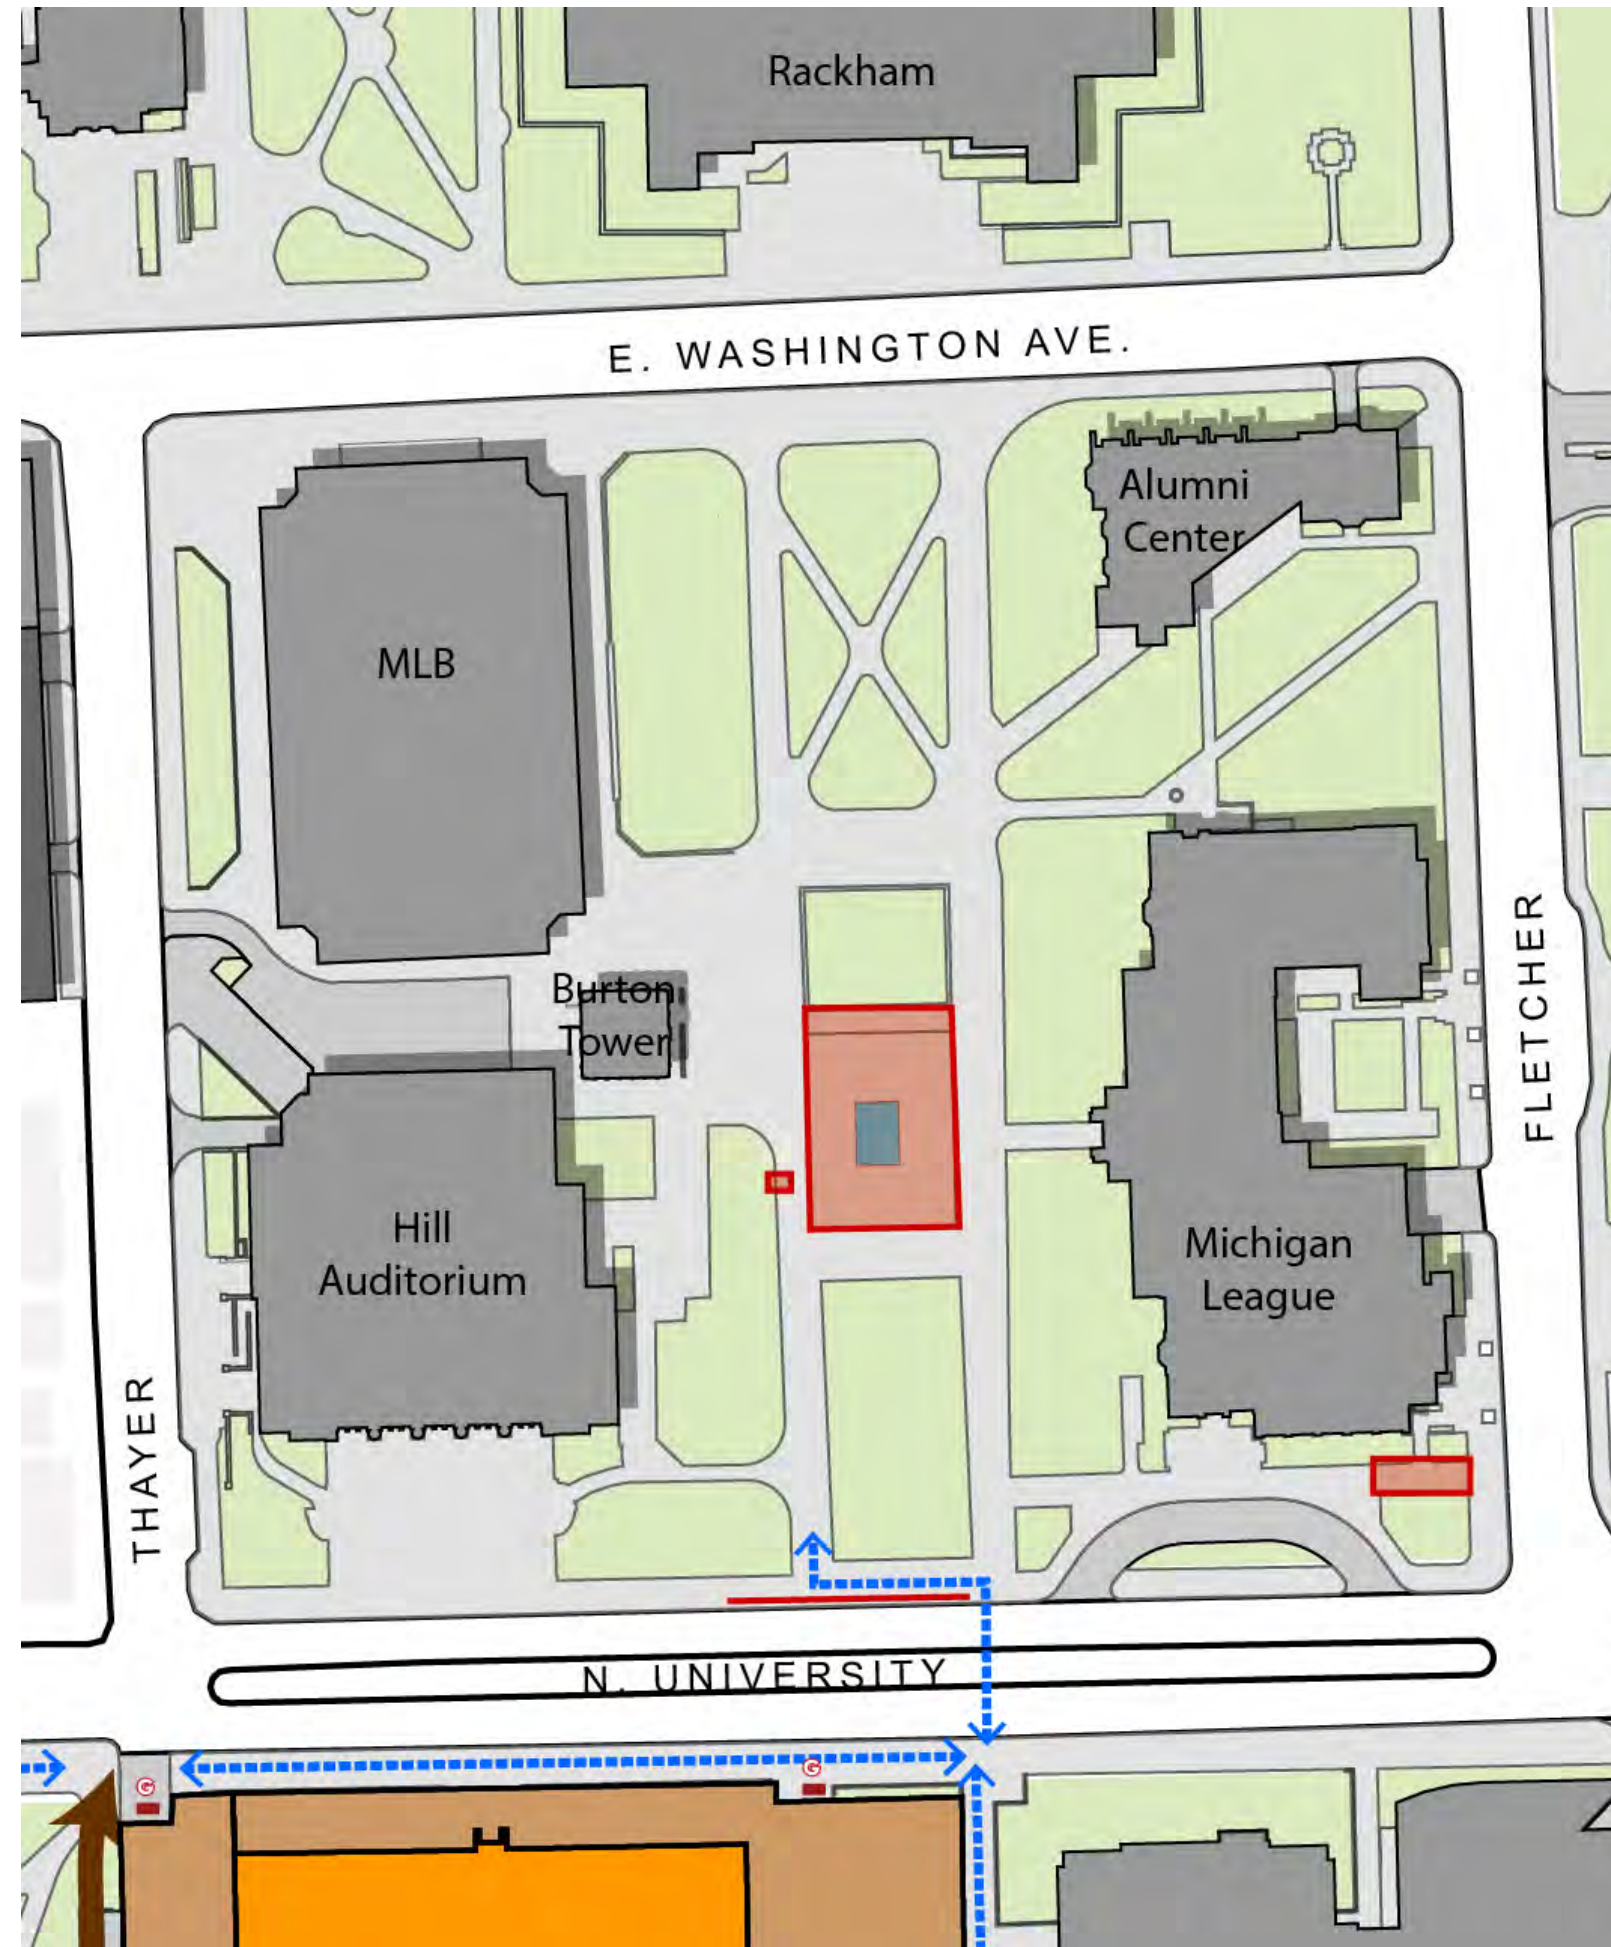 Rackham
E. WASHINGTON AVE.
Alumni
Center
MLB
Burton
Tower
FLETCHER
Hill
Auditorium
Michigan
League
THAYER
N. UNIVERSITY
G
G